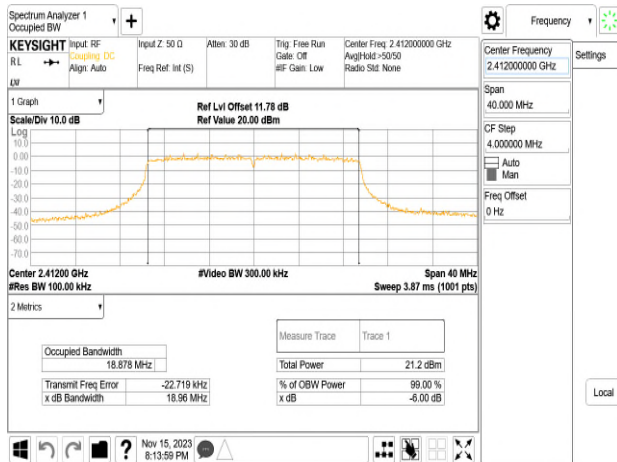 Spectrum Analyzer 1
Occupied BW
Frequency
KEYSIGHT
RL
Input: RF
Coupling: DC
Align: Auto
Input Z: 50 Ω
Freq Ref: Int (S)
Atten: 30 dB
Trig: Free Run
Gate: Off
#IF Gain: Low
Center Freq: 2.412000000 GHz
Avg|Hold:>50/50
Radio Std: None
Center Frequency
2.412000000 GHz
Settings
Span
40.000 MHz
CF Step
4.000000 MHz
Auto
Man
Freq Offset
0 Hz
Local
1 Graph
Scale/Div 10.0 dB
Ref Lvl Offset 11.78 dB
Ref Value 20.00 dBm
Log
10.0
0.00
-10.0
-20.0
-30.0
-40.0
-50.0
-60.0
-70.0
Center 2.41200 GHz
#Res BW 100.00 kHz
#Video BW 300.00 kHz
Span 40 MHz
Sweep 3.87 ms (1001 pts)
2 Metrics
Measure Trace Trace 1
Occupied Bandwidth
18.878 MHz
Total Power 21.2 dBm
Transmit Freq Error -22.719 kHz
% of OBW Power 99.00 %
x dB Bandwidth 18.96 MHz
x dB -6.00 dB
?
Nov 15, 2023
8:13:59 PM